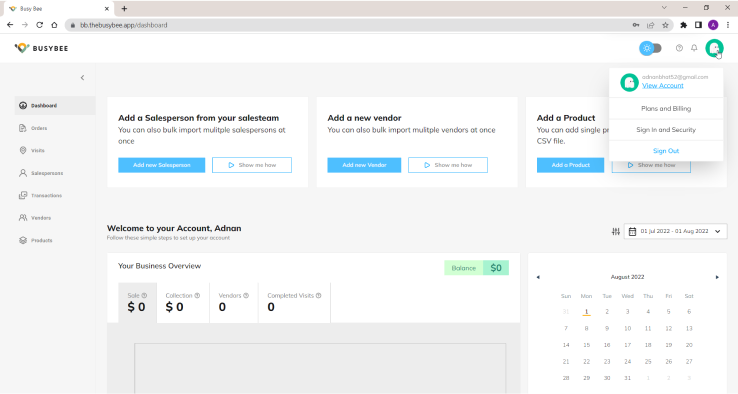 Busy Bee
bb.thebusybee.app/dashboard
A
BUSYBEE
adnanbhat52@gmail.com
View Account
Plans and Billing
Sign In and Security
Sign Out
Dashboard
Orders
Visits
Salespersons
Transactions
Vendors
Products
Add a Salesperson from your salesteam
You can also bulk import mulitple salespersons at
once
Add new Salesperson
Show me how
Add a new vendor
You can also bulk import mulitple vendors at once
Add new Vendor
Show me how
Add a Product
You can add single pr
CSV file.
Add a Product
Show me how
Welcome to your Account, Adnan
Follow these simple steps to set up your account
01 Jul 2022 - 01 Aug 2022
Your Business Overview
Balance $0
Sale
$ 0
Collection
$ 0
Vendors
0
Completed Visits
0
August 2022
Sun Mon Tue Wed Thu Fri Sat
31 1 2 3 4 5 6
7 8 9 10 11 12 13
14 15 16 17 18 19 20
21 22 23 24 25 26 27
28 29 30 31 1 2 3